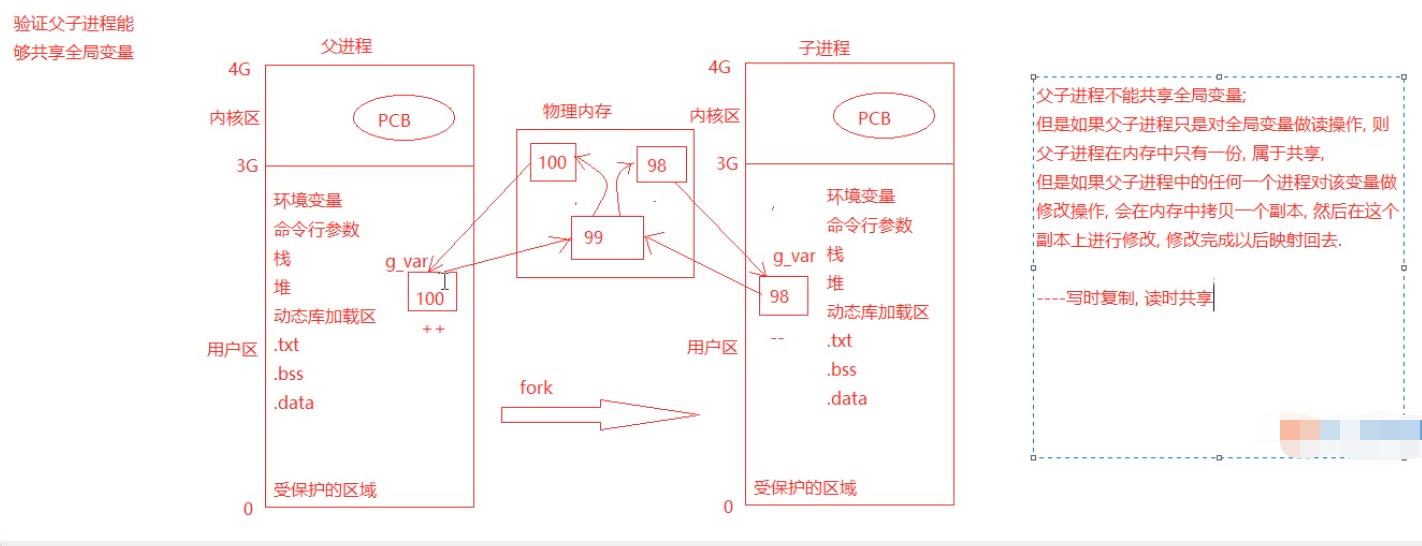 验证父子进程能
够共享全局变量
父进程
4G
内核区
PCB
3G
环境变量
命令行参数
栈
堆
动态库加载区
.txt
.bss
.data
用户区
受保护的区域
0
g_var
100
++
物理内存
100
98
99
fork
子进程
4G
内核区
PCB
3G
环境变量
命令行参数
栈
堆
动态库加载区
.txt
.bss
.data
用户区
受保护的区域
0
g_var
98
--
父子进程不能共享全局变量;
但是如果父子进程只是对全局变量做读操作, 则
父子进程在内存中只有一份, 属于共享,
但是如果父子进程中的任何一个进程对该变量做
修改操作, 会在内存中拷贝一个副本, 然后在这个
副本上进行修改, 修改完成以后映射回去.
----写时复制, 读时共享